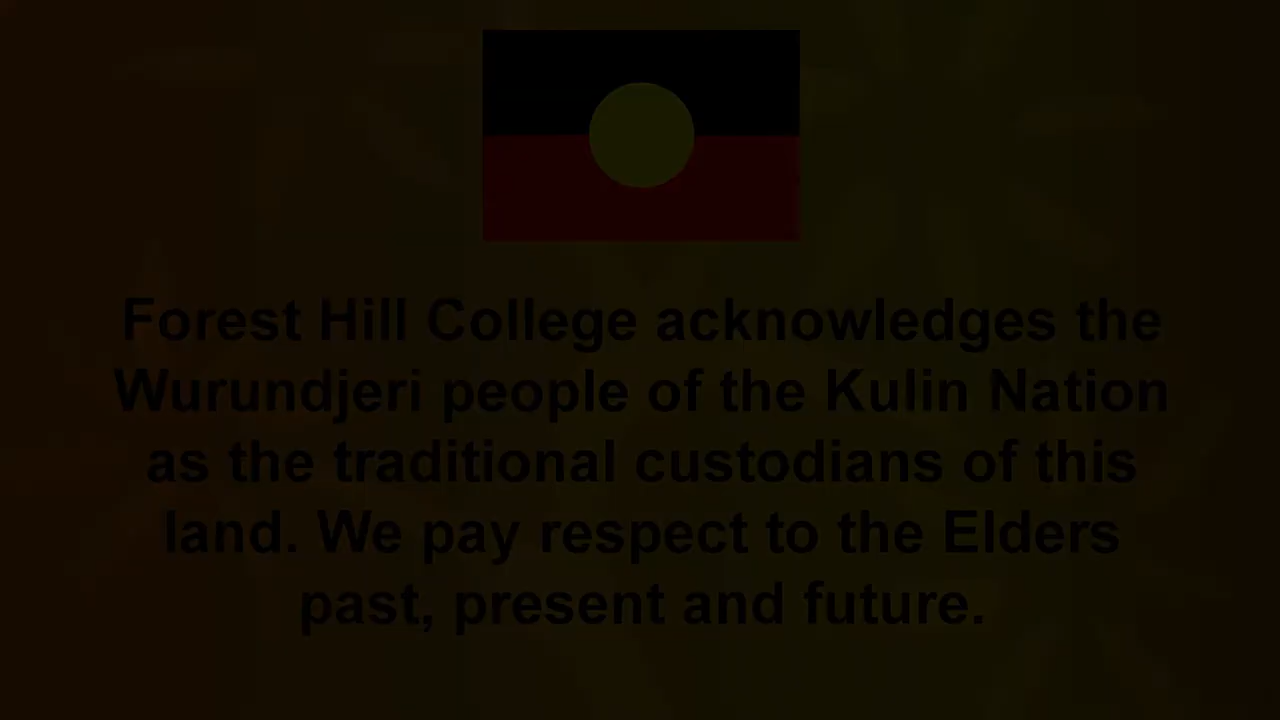 Forest Hill College acknowledges the
Wurundjeri people of the Kulin Nation
as the traditional custodians of this
land. We pay respect to the Elders
past, present and future.